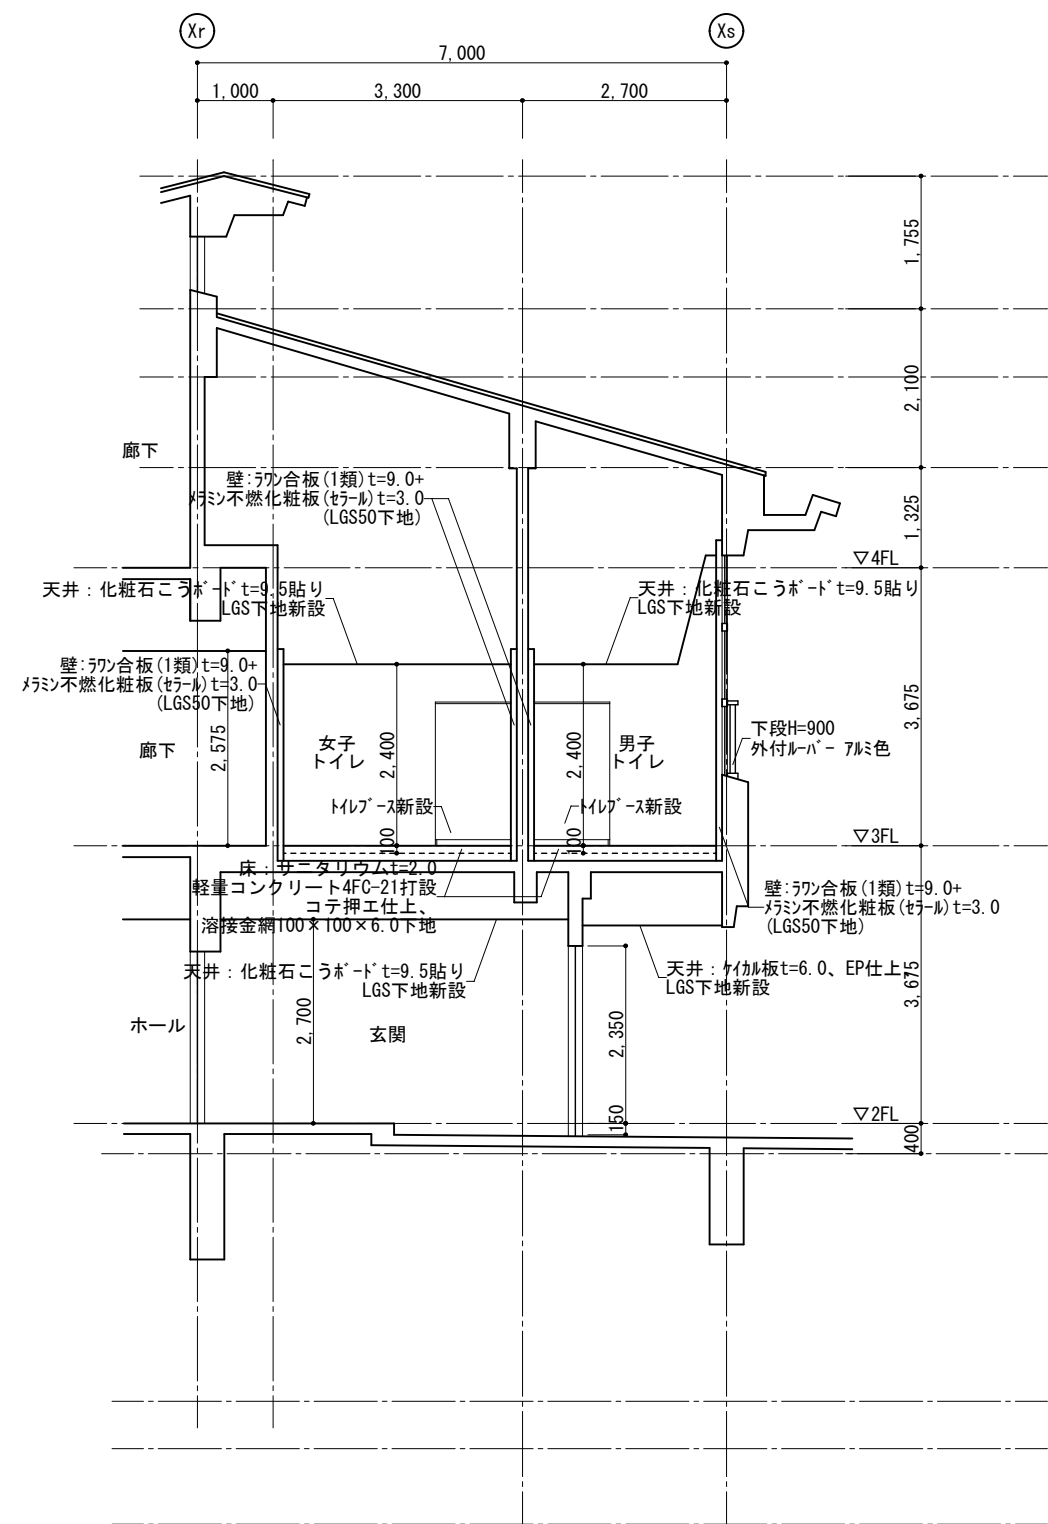 Xr
Xs
7,000
1,000
3,300
2,700
1,755
2,100
1,325
廊下
壁:ﾗﾜﾝ合板(1類)t=9.0+
ﾒﾗﾐﾝ不燃化粧板(ｾﾗｰﾙ)t=3.0
(LGS50下地)
▽4FL
天井：化粧石こうﾎﾞｰﾄﾞt=9.5貼り
LGS下地新設
天井：化粧石こうﾎﾞｰﾄﾞt=9.5貼り
LGS下地新設
壁:ﾗﾜﾝ合板(1類)t=9.0+
ﾒﾗﾐﾝ不燃化粧板(ｾﾗｰﾙ)t=3.0
(LGS50下地)
廊下
2,575
女子
トイレ
2,400
2,400
男子
トイレ
下段H=900
外付ﾙｰﾊﾞｰ ｱﾙﾐ色
3,675
ﾄｲﾚﾌﾞｰｽ新設
ﾄｲﾚﾌﾞｰｽ新設
100
100
▽3FL
床：サニタリウムt=2.0
軽量コンクリート4FC-21打設
コテ押エ仕上、
溶接金網100×100×6.0下地
壁:ﾗﾜﾝ合板(1類)t=9.0+
ﾒﾗﾐﾝ不燃化粧板(ｾﾗｰﾙ)t=3.0
(LGS50下地)
天井：化粧石こうﾎﾞｰﾄﾞt=9.5貼り
LGS下地新設
天井：ｹｲｶﾙ板t=6.0、EP仕上げ
LGS下地新設
3,675
ホール
2,700
玄関
2,350
150
▽2FL
400